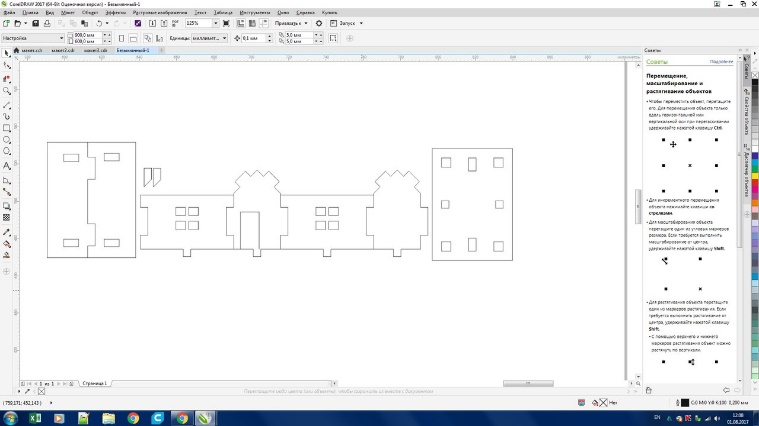 CorelDRAW 2017 (64-Bit Оценочная версия) - Безымянный-1
Файл Правка Вид Макет Объект Эффекты Растровые изображения Текст Таблица Инструменты Окно Справка
125% Привязать к Запуск
Настройка 900,0 мм 600,0 мм Единицы: миллимет... 0,1 мм 5,0 мм 5,0 мм
макет.cdr макет2.cdr макет3.cdr Безымянный-1
Советы
Советы Подробнее
Перемещение,
масштабирование и
растягивание объектов
• Чтобы переместить объект, перетащите
его. Для перемещения объекта только
вдоль горизонтальной или
вертикальной оси при перетаскивании
удерживайте нажатой клавишу Ctrl.
• Для инкрементного перемещения
объекта нажимайте клавиши со
стрелками.
• Для масштабирования объекта
перетащите один из угловых маркеров
размера. Если требуется выполнить
масштабирование от центра,
удерживайте нажатой клавишу Shift.
• Для растягивания объекта перетащите
один из маркеров растягивания. Если
требуется выполнить растягивание от
центра, удерживайте нажатой клавишу
Shift.
• С помощью верхнего и нижнего
маркеров растягивания объект можно
растянуть по вертикали.
Советы
Свойства объекта
Диспетчер объектов
1 из 1 Страница 1
(759,171; 452,143) Нет C:0 M:0 Y:0 K:100 0,200 мм
EN 12:08
01.08.2017